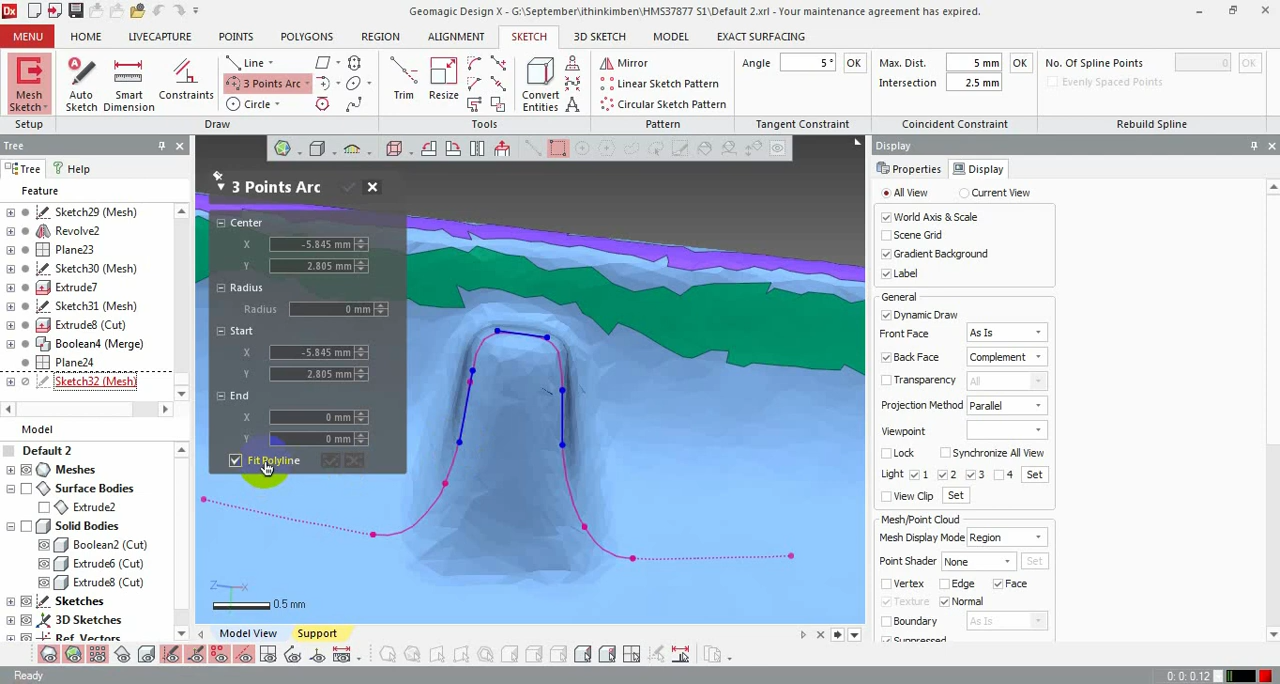 Dx
Geomagic Design X - G:\September\ithinkimben\HMS37877 S1\Default 2.xrl - Your maintenance agreement has expired.
MENU HOME LIVECAPTURE POINTS POLYGONS REGION ALIGNMENT SKETCH 3D SKETCH MODEL EXACT SURFACING
Line Mirror Angle 5 ° OK Max. Dist. 5 mm OK No. Of Spline Points 0 OK
3 Points Arc Linear Sketch Pattern Intersection 2.5 mm Evenly Spaced Points
Mesh Sketch Auto Sketch Smart Dimension Constraints Circle Trim Resize Convert Entities Circular Sketch Pattern
Setup Draw Tools Pattern Tangent Constraint Coincident Constraint Rebuild Spline
Tree
Tree Help
Feature
Sketch29 (Mesh)
Revolve2
Plane23
Sketch30 (Mesh)
Extrude7
Sketch31 (Mesh)
Extrude8 (Cut)
Boolean4 (Merge)
Plane24
Sketch32 (Mesh)
Model
Default 2
Meshes
Surface Bodies
Extrude2
Solid Bodies
Boolean2 (Cut)
Extrude6 (Cut)
Extrude8 (Cut)
Sketches
3D Sketches
Ref. Vectors
3 Points Arc
Center
X -5.845 mm
Y 2.805 mm
Radius
Radius 0 mm
Start
X -5.845 mm
Y 2.805 mm
End
X 0 mm
Y 0 mm
Fit Polyline
Z X
0.5 mm
Model View Support
Display
Properties Display
All View Current View
World Axis & Scale
Scene Grid
Gradient Background
Label
General
Dynamic Draw
Front Face As Is
Back Face Complement
Transparency All
Projection Method Parallel
Viewpoint
Lock Synchronize All View
Light 1 2 3 4 Set
View Clip Set
Mesh/Point Cloud
Mesh Display Mode Region
Point Shader None Set
Vertex Edge Face
Texture Normal
Boundary As Is
Suppressed
Ready
0: 0: 0.12